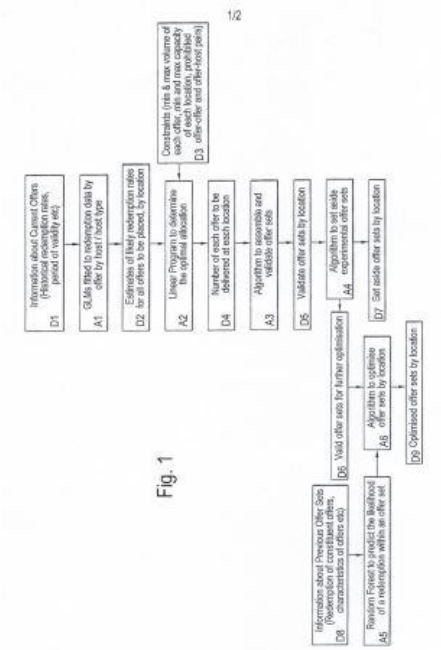 1/2
Information about Current Offers
(Historical redemption rates,
period of validity etc)
D1
GLMs fitted to redemption data by
offer by host / host type
A1
Estimates of likely redemption rates
for all offers to be placed, by location
D2
Constraints (min & max volume of
each offer, min and max capacity
of each location, prohibited
offer-offer and offer-host pairs)
D3
Linear Program to determine
the optimal allocation
A2
Number of each offer to be
delivered at each location
D4
Algorithm to assemble and
validate offer sets
A3
Validate offer sets by location
D5
Algorithm to set aside
experimental offer sets
A4
Set aside offer sets by location
D7
Valid offer sets for further optimisation
D6
Information about Previous Offer Sets
(Redemption of constituent offers,
characteristics of offers etc)
D8
Random Forest to predict the likelihood
of a redemption within an offer set
A5
Algorithm to optimise
offer sets by location
A6
D9 Optimised offer sets by location
Fig. 1